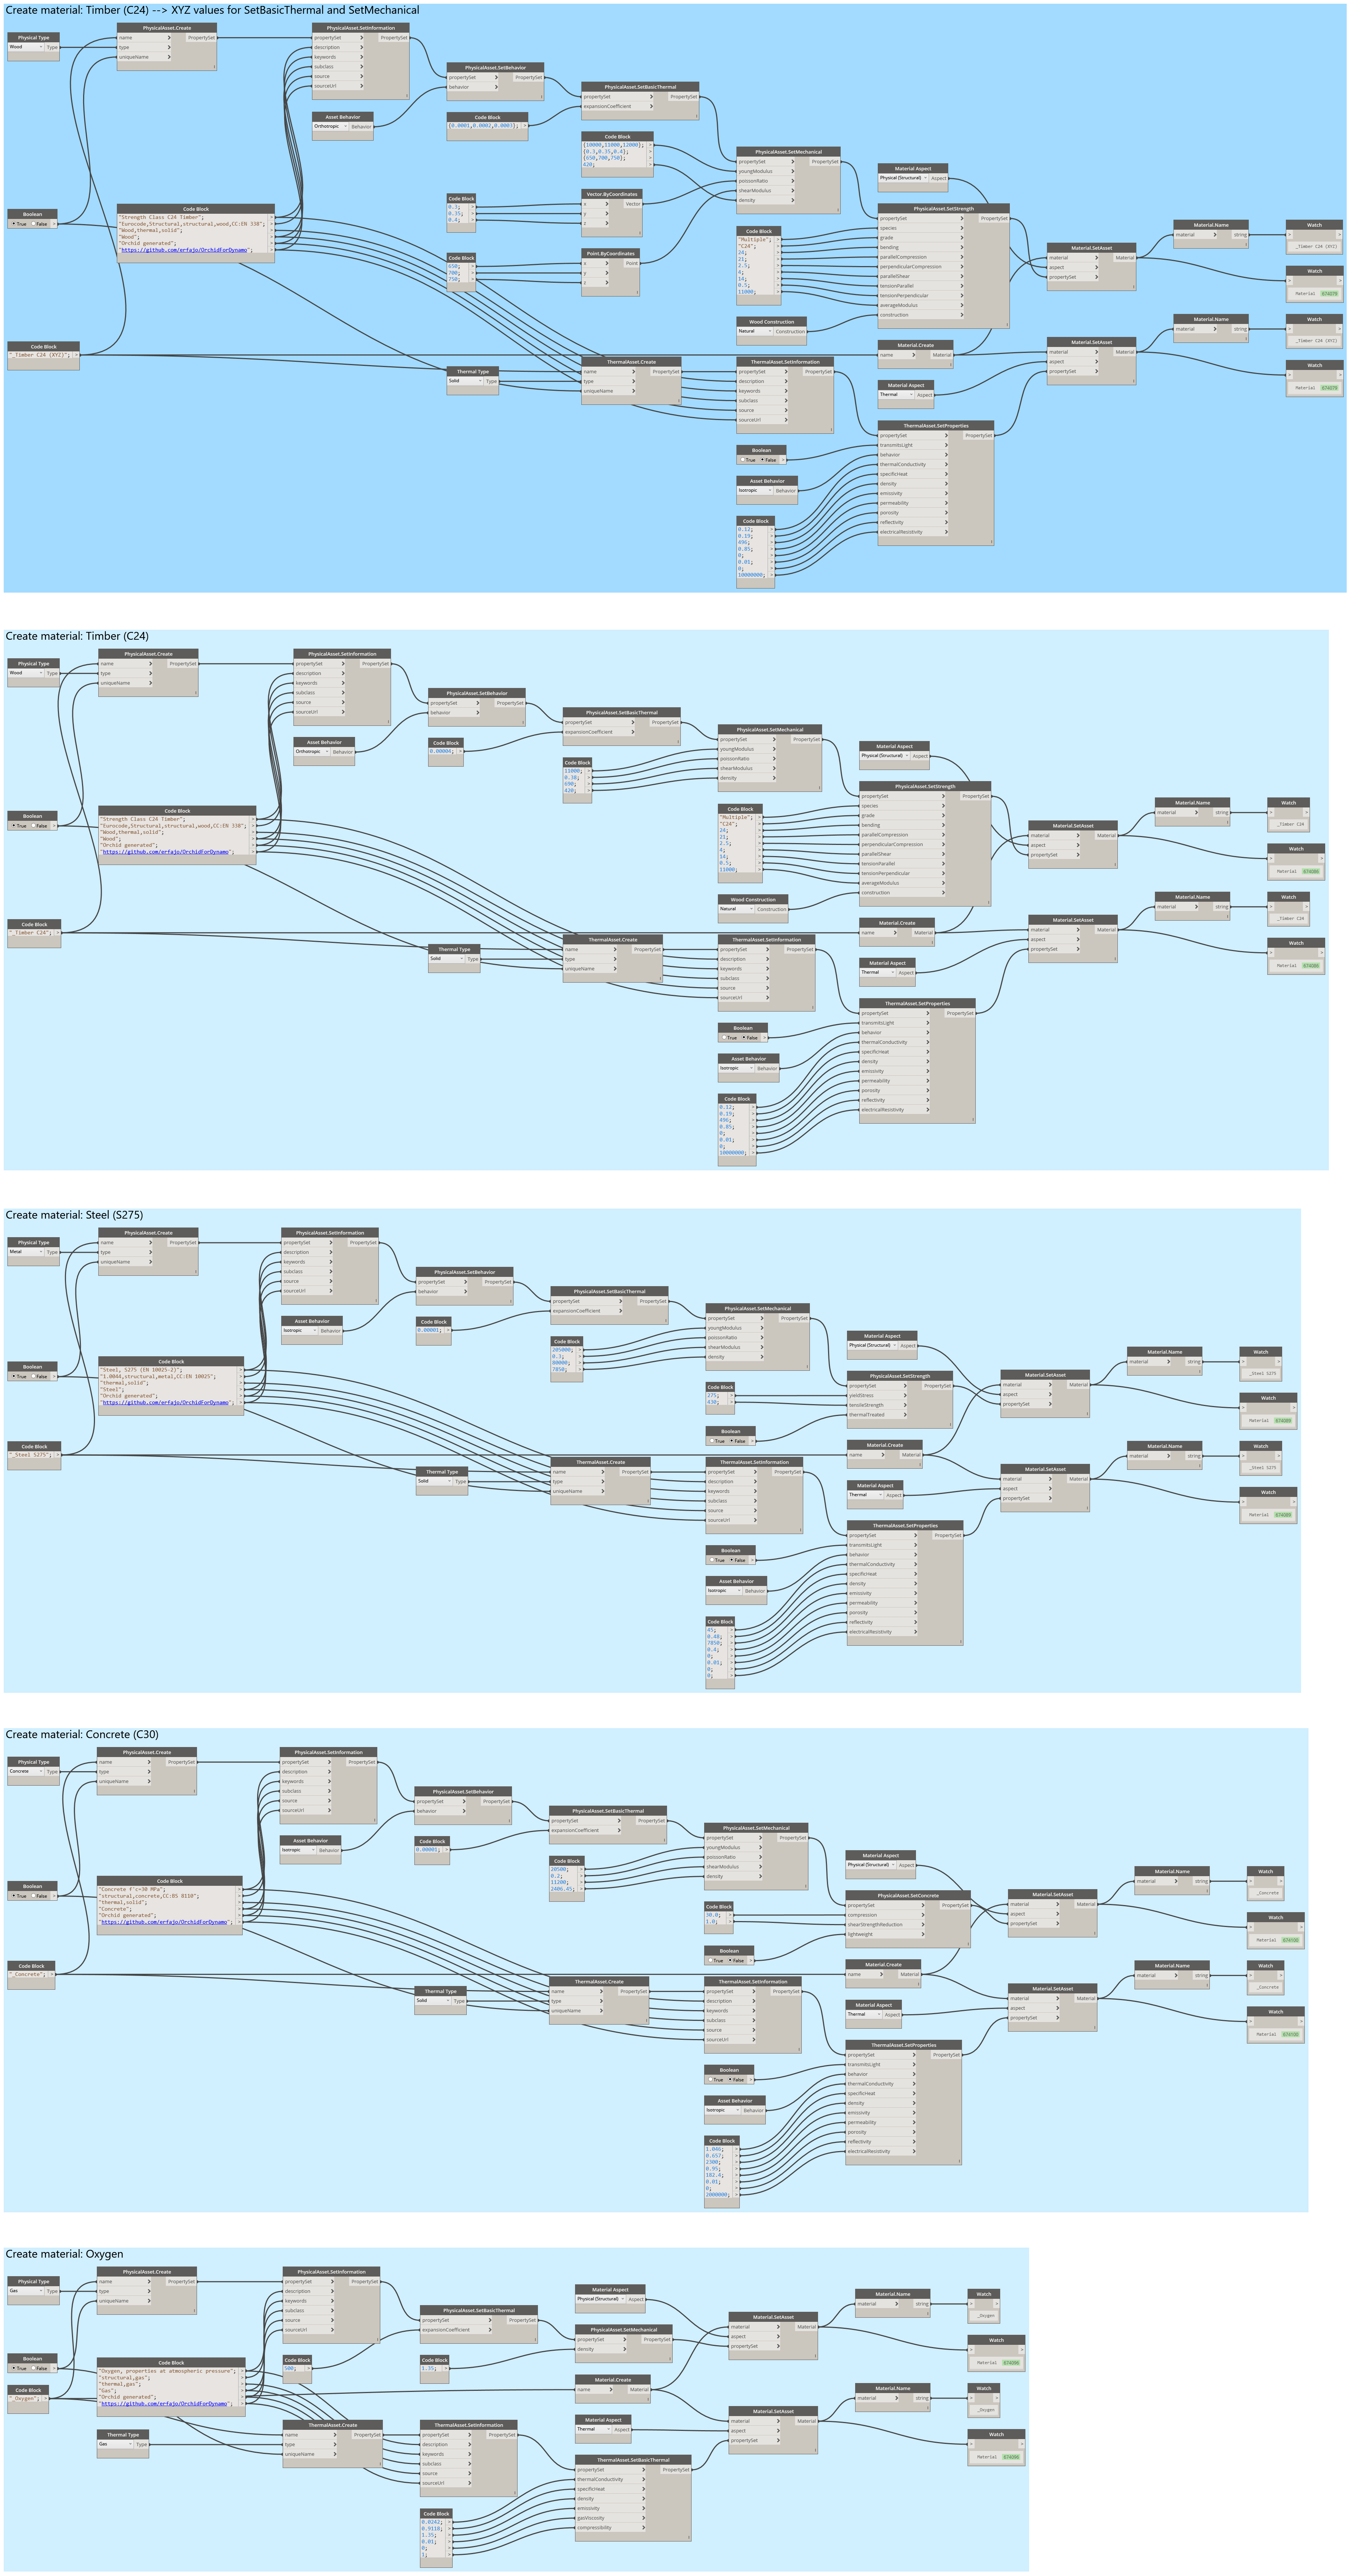 Create material: Timber (C24) --> XYZ values for SetBasicThermal and SetMechanical
Physical Type
Wood
Type
PhysicalAsset.Create
name
type
uniqueName
PropertySet
PhysicalAsset.SetInformation
propertySet
description
keywords
subclass
source
sourceUrl
PropertySet
Asset Behavior
Orthotropic
Behavior
PhysicalAsset.SetBehavior
propertySet
behavior
PropertySet
Code Block
{0.0001,0.0002,0.0003};
PhysicalAsset.SetBasicThermal
propertySet
expansionCoefficient
PropertySet
Code Block
{10000,11000,12000};
{0.3,0.35,0.4};
{650,700,750};
420;
PhysicalAsset.SetMechanical
propertySet
youngModulus
poissionRatio
shearModulus
density
PropertySet
Code Block
0.3;
0.35;
0.4;
Vector.ByCoordinates
x
y
z
Vector
Code Block
650;
700;
750;
Point.ByCoordinates
x
y
z
Point
Boolean
True False
Code Block
"Strength Class C24 Timber";
"Eurocode,Structural,structural,wood,CC:EN 338";
"Wood,thermal,solid";
"Wood";
"Orchid generated";
"https://github.com/erfajo/OrchidForDynamo";
Code Block
"_Timber C24 (XYZ)";
Code Block
"Multiple";
"C24";
24;
21;
2.5;
4;
14;
0.5;
11000;
Wood Construction
Natural
Construction
Material Aspect
Physical (Structural)
Aspect
PhysicalAsset.SetStrength
propertySet
species
grade
bending
parallelCompression
perpendicularCompression
parallelShear
tensionParallel
tensionPerpendicular
averageModulus
construction
PropertySet
Material.Create
name
Material
Material Aspect
Thermal
Aspect
Thermal Type
Solid
Type
ThermalAsset.Create
name
type
uniqueName
PropertySet
ThermalAsset.SetInformation
propertySet
description
keywords
subclass
source
sourceUrl
PropertySet
Boolean
True False
Asset Behavior
Isotropic
Behavior
Code Block
0.12;
0.19;
496;
0.85;
0;
0.01;
0;
10000000;
ThermalAsset.SetProperties
propertySet
transmitsLight
behavior
thermalConductivity
specificHeat
density
emissivity
permeability
porosity
reflectivity
electricalResistivity
PropertySet
Material.SetAsset
material
aspect
propertySet
Material
Material.Name
material
string
Watch
_Timber C24 (XYZ)
Watch
Material 674079
Material.SetAsset
material
aspect
propertySet
Material
Material.Name
material
string
Watch
_Timber C24 (XYZ)
Watch
Material 674079
Create material: Timber (C24)
Physical Type
Wood
Type
PhysicalAsset.Create
name
type
uniqueName
PropertySet
PhysicalAsset.SetInformation
propertySet
description
keywords
subclass
source
sourceUrl
PropertySet
Asset Behavior
Orthotropic
Behavior
PhysicalAsset.SetBehavior
propertySet
behavior
PropertySet
Code Block
0.00004;
PhysicalAsset.SetBasicThermal
propertySet
expansionCoefficient
PropertySet
Code Block
11000;
0.38;
690;
420;
PhysicalAsset.SetMechanical
propertySet
youngModulus
poissionRatio
shearModulus
density
PropertySet
Boolean
True False
Code Block
"Strength Class C24 Timber";
"Eurocode,Structural,structural,wood,CC:EN 338";
"Wood,thermal,solid";
"Wood";
"Orchid generated";
"https://github.com/erfajo/OrchidForDynamo";
Code Block
"_Timber C24";
Code Block
"Multiple";
"C24";
24;
21;
2.5;
4;
14;
0.5;
11000;
Wood Construction
Natural
Construction
Material Aspect
Physical (Structural)
Aspect
PhysicalAsset.SetStrength
propertySet
species
grade
bending
parallelCompression
perpendicularCompression
parallelShear
tensionParallel
tensionPerpendicular
averageModulus
construction
PropertySet
Material.Create
name
Material
Material Aspect
Thermal
Aspect
Thermal Type
Solid
Type
ThermalAsset.Create
name
type
uniqueName
PropertySet
ThermalAsset.SetInformation
propertySet
description
keywords
subclass
source
sourceUrl
PropertySet
Boolean
True False
Asset Behavior
Isotropic
Behavior
Code Block
0.12;
0.19;
496;
0.85;
0;
0.01;
0;
10000000;
ThermalAsset.SetProperties
propertySet
transmitsLight
behavior
thermalConductivity
specificHeat
density
emissivity
permeability
porosity
reflectivity
electricalResistivity
PropertySet
Material.SetAsset
material
aspect
propertySet
Material
Material.Name
material
string
Watch
_Timber C24
Watch
Material
Material.SetAsset
material
aspect
propertySet
Material
Material.Name
material
string
Watch
_Timber C24
Watch
Material
Create material: Steel (S275)
Physical Type
Metal
Type
PhysicalAsset.Create
name
type
uniqueName
PropertySet
PhysicalAsset.SetInformation
propertySet
description
keywords
subclass
source
sourceUrl
PropertySet
Asset Behavior
Isotropic
Behavior
PhysicalAsset.SetBehavior
propertySet
behavior
PropertySet
Code Block
0.00001;
PhysicalAsset.SetBasicThermal
propertySet
expansionCoefficient
PropertySet
Code Block
205000;
0.3;
80000;
7850;
PhysicalAsset.SetMechanical
propertySet
youngModulus
poissionRatio
shearModulus
density
PropertySet
Boolean
True False
Code Block
"Steel, S275 (EN 10025-2)";
"1.0044,structural,metal,CC:EN 10025";
"thermal,solid";
"Steel";
"Orchid generated";
"https://github.com/erfajo/OrchidForDynamo";
Code Block
"_Steel S275";
Code Block
275;
430;
Boolean
True False
Material Aspect
Physical (Structural)
Aspect
PhysicalAsset.SetStrength
propertySet
yieldStress
tensileStrength
thermalTreated
PropertySet
Material.Create
name
Material
Material Aspect
Thermal
Aspect
Thermal Type
Solid
Type
ThermalAsset.Create
name
type
uniqueName
PropertySet
ThermalAsset.SetInformation
propertySet
description
keywords
subclass
source
sourceUrl
PropertySet
Boolean
True False
Asset Behavior
Isotropic
Behavior
Code Block
45;
0.48;
7850;
0.4;
0;
0.01;
0;
0;
ThermalAsset.SetProperties
propertySet
transmitsLight
behavior
thermalConductivity
specificHeat
density
emissivity
permeability
porosity
reflectivity
electricalResistivity
PropertySet
Material.SetAsset
material
aspect
propertySet
Material
Material.Name
material
string
Watch
_Steel S275
Watch
Material
Material.SetAsset
material
aspect
propertySet
Material
Material.Name
material
string
Watch
_Steel S275
Watch
Material
Create material: Concrete (C30)
Physical Type
Concrete
Type
PhysicalAsset.Create
name
type
uniqueName
PropertySet
PhysicalAsset.SetInformation
propertySet
description
keywords
subclass
source
sourceUrl
PropertySet
Asset Behavior
Isotropic
Behavior
PhysicalAsset.SetBehavior
propertySet
behavior
PropertySet
Code Block
0.00001;
PhysicalAsset.SetBasicThermal
propertySet
expansionCoefficient
PropertySet
Code Block
20500;
0.2;
11200;
2406.45;
PhysicalAsset.SetMechanical
propertySet
youngModulus
poissionRatio
shearModulus
density
PropertySet
Boolean
True False
Code Block
"Concrete F'c=30 MPa";
"structural,concrete,CC:BS 8110";
"thermal,solid";
"Concrete";
"Orchid generated";
"https://github.com/erfajo/OrchidForDynamo";
Code Block
"_Concrete";
Code Block
30.0;
1.0;
Boolean
True False
Material Aspect
Physical (Structural)
Aspect
PhysicalAsset.SetConcrete
propertySet
compression
shearStrengthReduction
lightweight
PropertySet
Material.Create
name
Material
Material Aspect
Thermal
Aspect
Thermal Type
Solid
Type
ThermalAsset.Create
name
type
uniqueName
PropertySet
ThermalAsset.SetInformation
propertySet
description
keywords
subclass
source
sourceUrl
PropertySet
Boolean
True False
Asset Behavior
Isotropic
Behavior
Code Block
1.046;
0.657;
2300;
0.95;
182.4;
0.01;
0;
2000000;
ThermalAsset.SetProperties
propertySet
transmitsLight
behavior
thermalConductivity
specificHeat
density
emissivity
permeability
porosity
reflectivity
electricalResistivity
PropertySet
Material.SetAsset
material
aspect
propertySet
Material
Material.Name
material
string
Watch
_Concrete
Watch
Material
Material.SetAsset
material
aspect
propertySet
Material
Material.Name
material
string
Watch
_Concrete
Watch
Material
Create material: Oxygen
Physical Type
Gas
Type
PhysicalAsset.Create
name
type
uniqueName
PropertySet
PhysicalAsset.SetInformation
propertySet
description
keywords
subclass
source
sourceUrl
PropertySet
Code Block
500;
PhysicalAsset.SetBasicThermal
propertySet
expansionCoefficient
PropertySet
Code Block
1.35;
PhysicalAsset.SetMechanical
propertySet
density
PropertySet
Boolean
True False
Code Block
"Oxygen, properties at atmospheric pressure";
"structural,gas";
"thermal,gas";
"Gas";
"Orchid generated";
"https://github.com/erfajo/OrchidForDynamo";
Code Block
"_Oxygen";
Material Aspect
Physical (Structural)
Aspect
Material.Create
name
Material
Material Aspect
Thermal
Aspect
Thermal Type
Gas
Type
ThermalAsset.Create
name
type
uniqueName
PropertySet
ThermalAsset.SetInformation
propertySet
description
keywords
subclass
source
sourceUrl
PropertySet
Code Block
0.0242;
0.9118;
1.35;
0.01;
0;
1;
ThermalAsset.SetBasicThermal
propertySet
thermalConductivity
specificHeat
density
emissivity
gasViscosity
compressibility
PropertySet
Material.SetAsset
material
aspect
propertySet
Material
Material.Name
material
string
Watch
_Oxygen
Watch
Material
Material.SetAsset
material
aspect
propertySet
Material
Material.Name
material
string
Watch
_Oxygen
Watch
Material